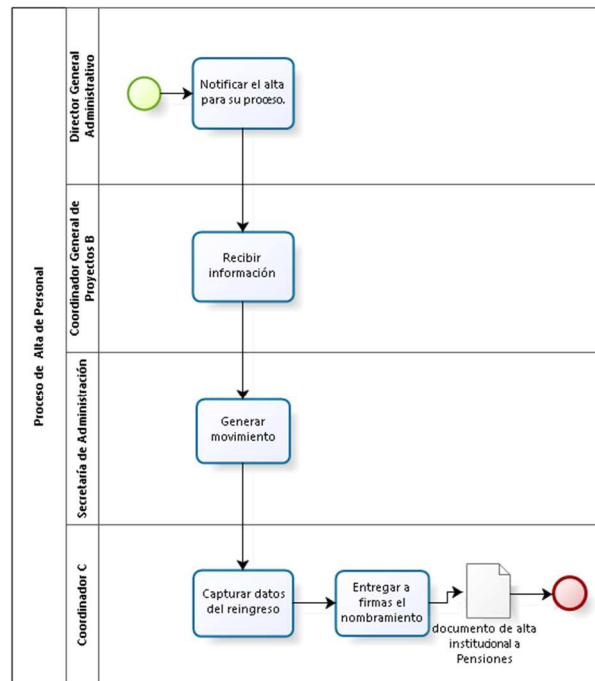 Proceso de Alta de Personal
Director General
Administrativo
Notificar el alta
para su proceso.
Coordinador General de
Proyectos B
Recibir
información
Secretaría de Administración
Generar
movimiento
Coordinador C
Capturar datos
del reingreso
Entregar a
firmas el
nombramiento
documento de alta
institucional a
Pensiones